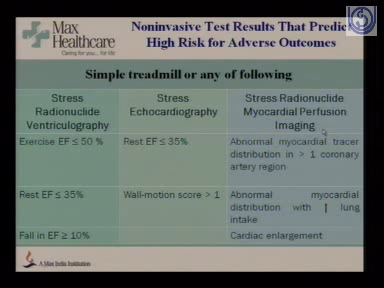 Max
Healthcare
Caring for you... for life
Noninvasive Test Results That Predict
High Risk for Adverse Outcomes
Simple treadmill or any of following
Stress
Radionuclide
Ventriculography
Stress
Echocardiography
Stress Radionuclide
Myocardial Perfusion
Imaging
Exercise EF ≤ 50 %
Rest EF ≤ 35%
Abnormal myocardial tracer
distribution in > 1 coronary
artery region
Rest EF ≤ 35%
Wall-motion score > 1
Abnormal myocardial
distribution with ↑ lung
intake
Fall in EF ≥ 10%
Cardiac enlargement
A Max India Institution